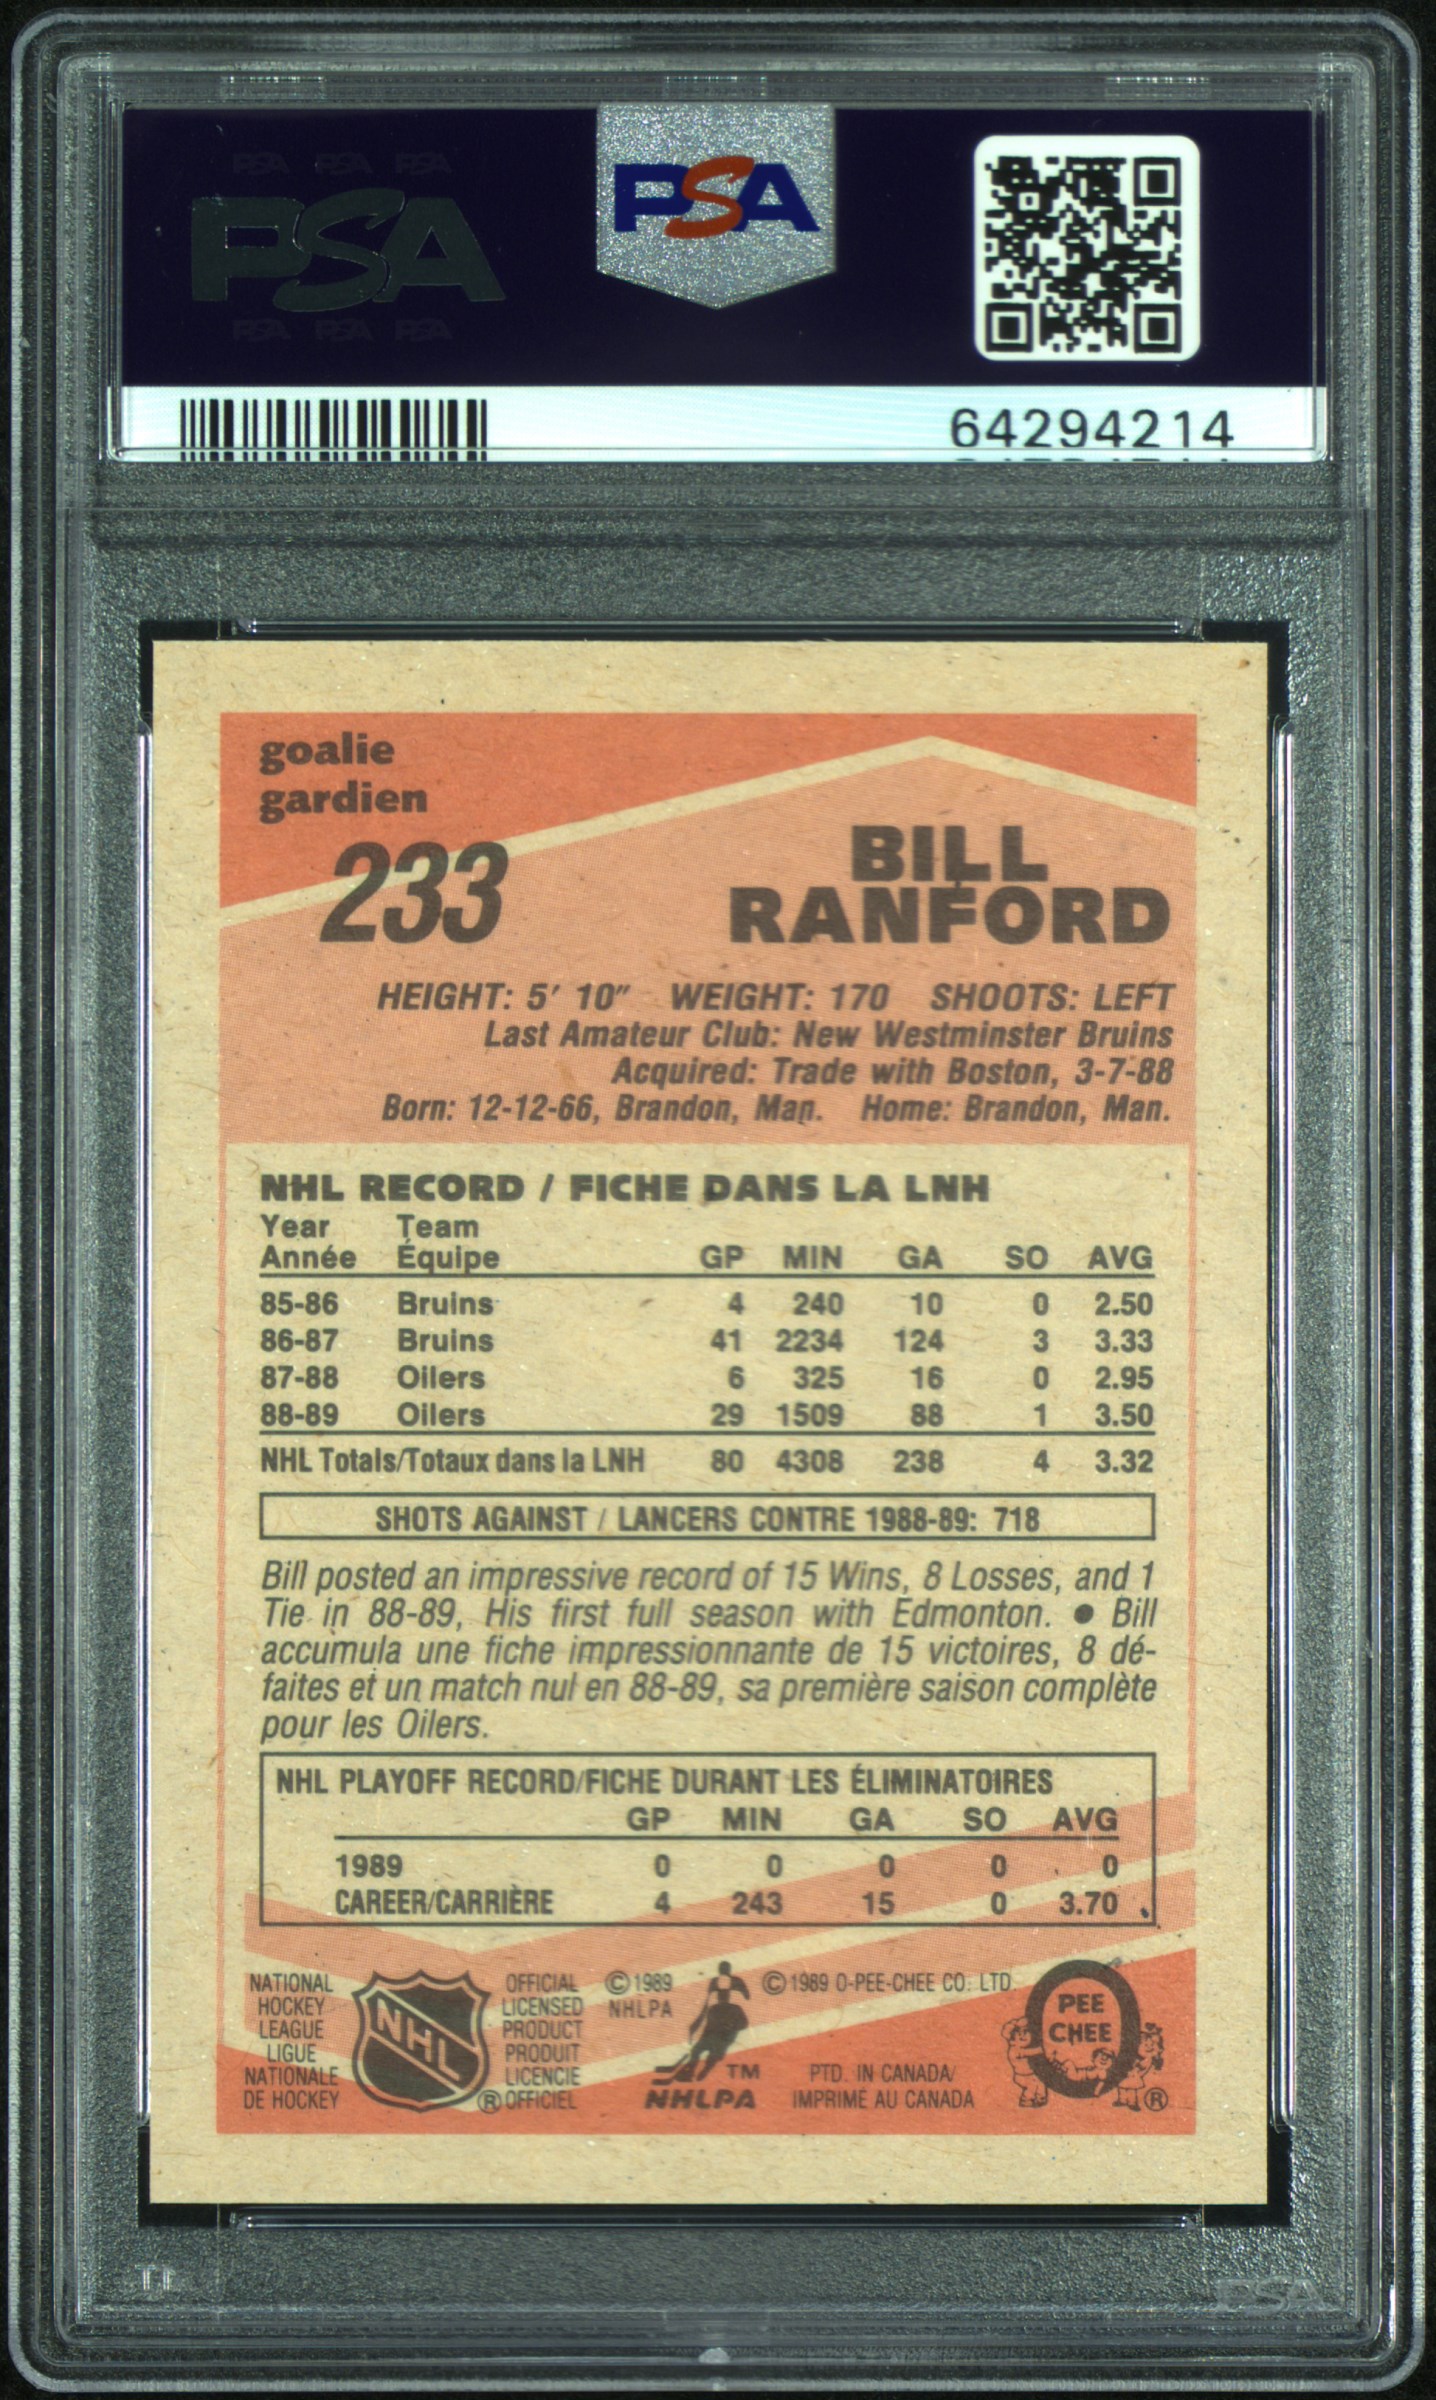 PSA PSA PSA
PSA
PSA
PSA PSA PSA
64294214
goalie
gardien
233
BILL
RANFORD
HEIGHT: 5' 10" WEIGHT: 170 SHOOTS: LEFT
Last Amateur Club: New Westminster Bruins
Acquired: Trade with Boston, 3-7-88
Born: 12-12-66, Brandon, Man. Home: Brandon, Man.
NHL RECORD / FICHE DANS LA LNH
Year Team
Année Équipe GP MIN GA SO AVG
85-86 Bruins 4 240 10 0 2.50
86-87 Bruins 41 2234 124 3 3.33
87-88 Oilers 6 325 16 0 2.95
88-89 Oilers 29 1509 88 1 3.50
NHL Totals/Totaux dans la LNH 80 4308 238 4 3.32
SHOTS AGAINST / LANCERS CONTRE 1988-89: 718
Bill posted an impressive record of 15 Wins, 8 Losses, and 1
Tie in 88-89, His first full season with Edmonton. ● Bill
accumula une fiche impressionnante de 15 victoires, 8 dé-
faites et un match nul en 88-89, sa première saison complète
pour les Oilers.
NHL PLAYOFF RECORD/FICHE DURANT LES ÉLIMINATOIRES
GP MIN GA SO AVG
1989 0 0 0 0 0
CAREER/CARRIÈRE 4 243 15 0 3.70
NATIONAL
HOCKEY
LEAGUE
LIGUE
NATIONALE
DE HOCKEY
NHL
®
OFFICIAL
LICENSED
PRODUCT
PRODUIT
LICENCIE
OFFICIEL
© 1989
NHLPA
TM
NHLPA
© 1989 O-PEE-CHEE CO. LTD.
PTD. IN CANADA/
IMPRIMÉ AU CANADA
O
PEE
CHEE
®
PSA